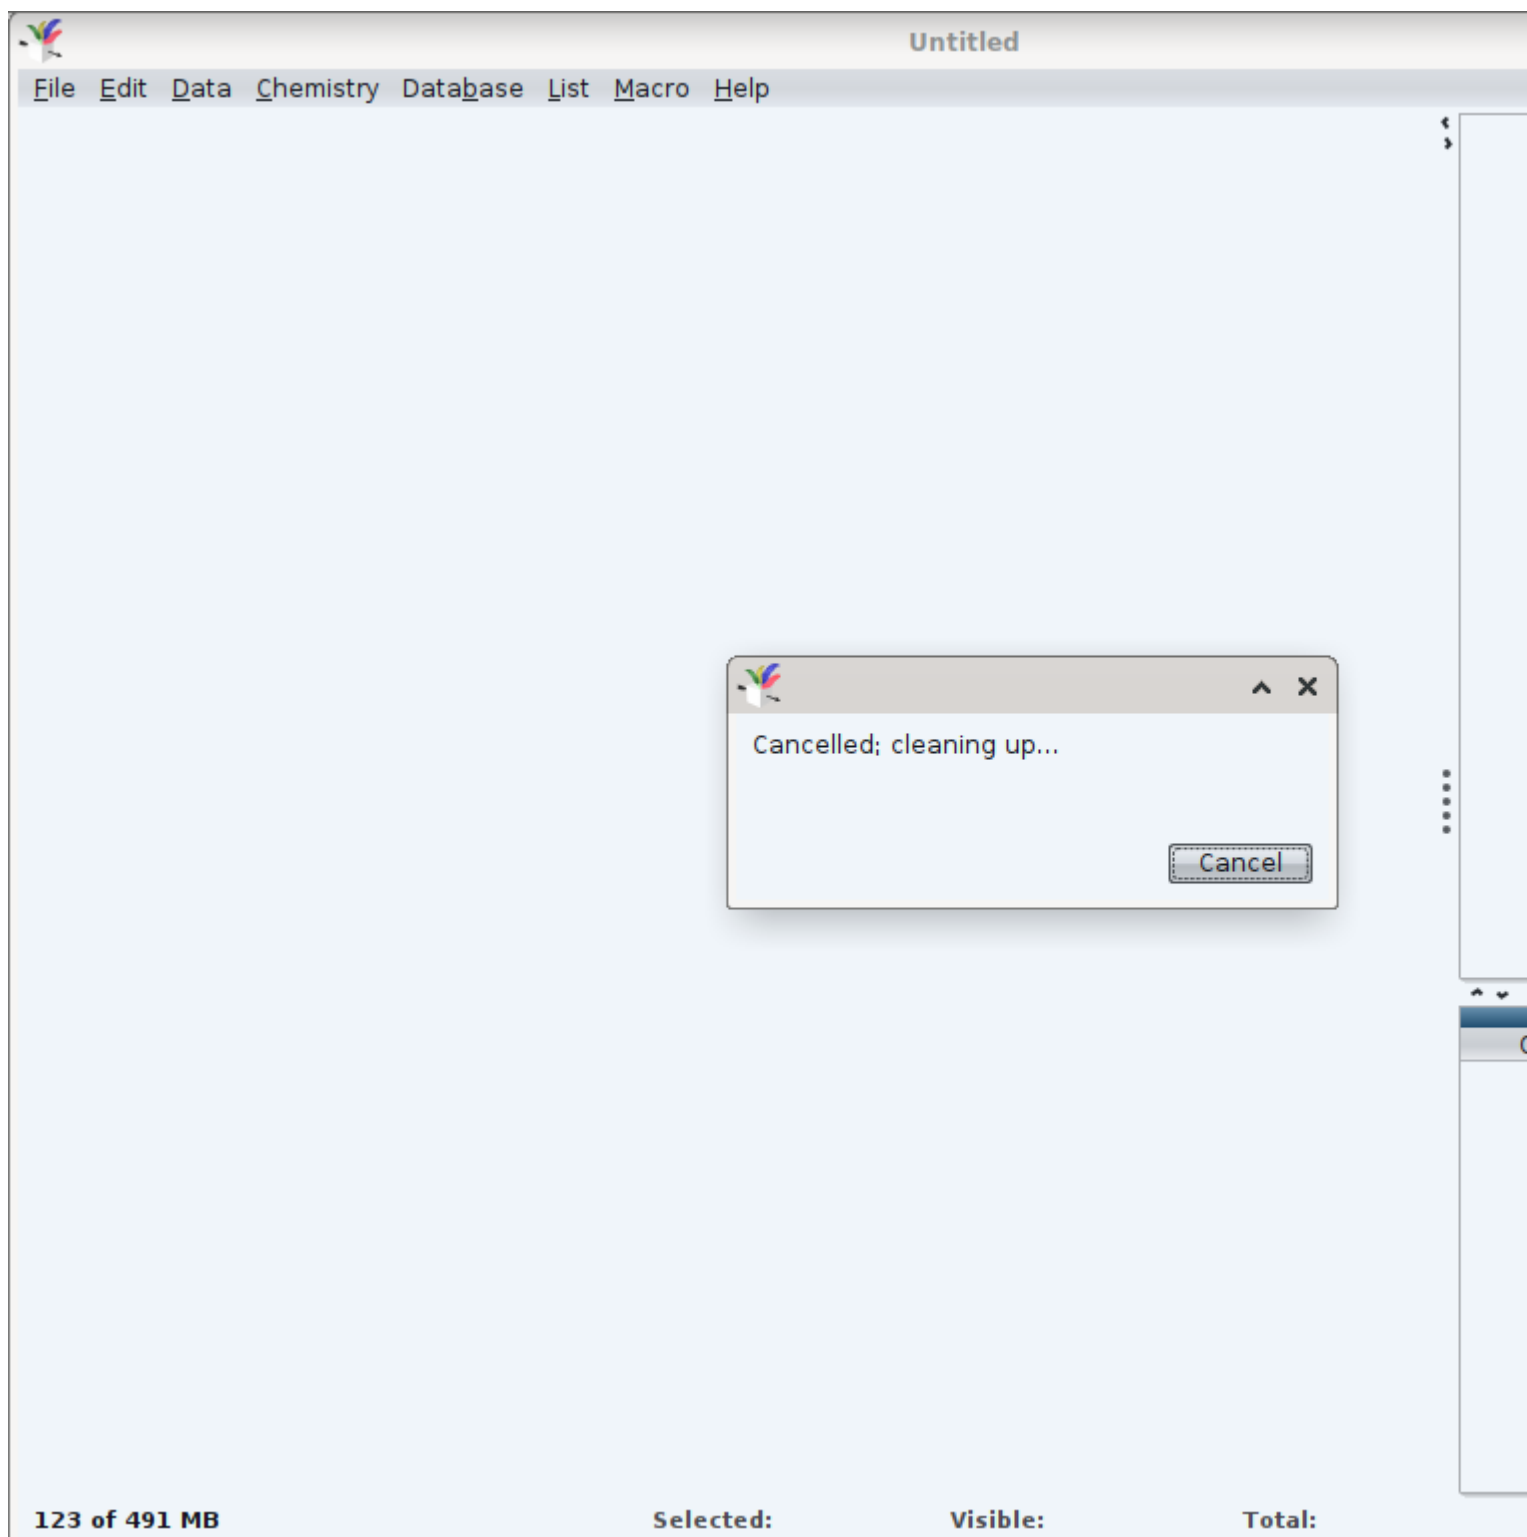 Untitled
File Edit Data Chemistry Database List Macro Help
Cancelled; cleaning up...
Cancel
123 of 491 MB Selected: Visible: Total: